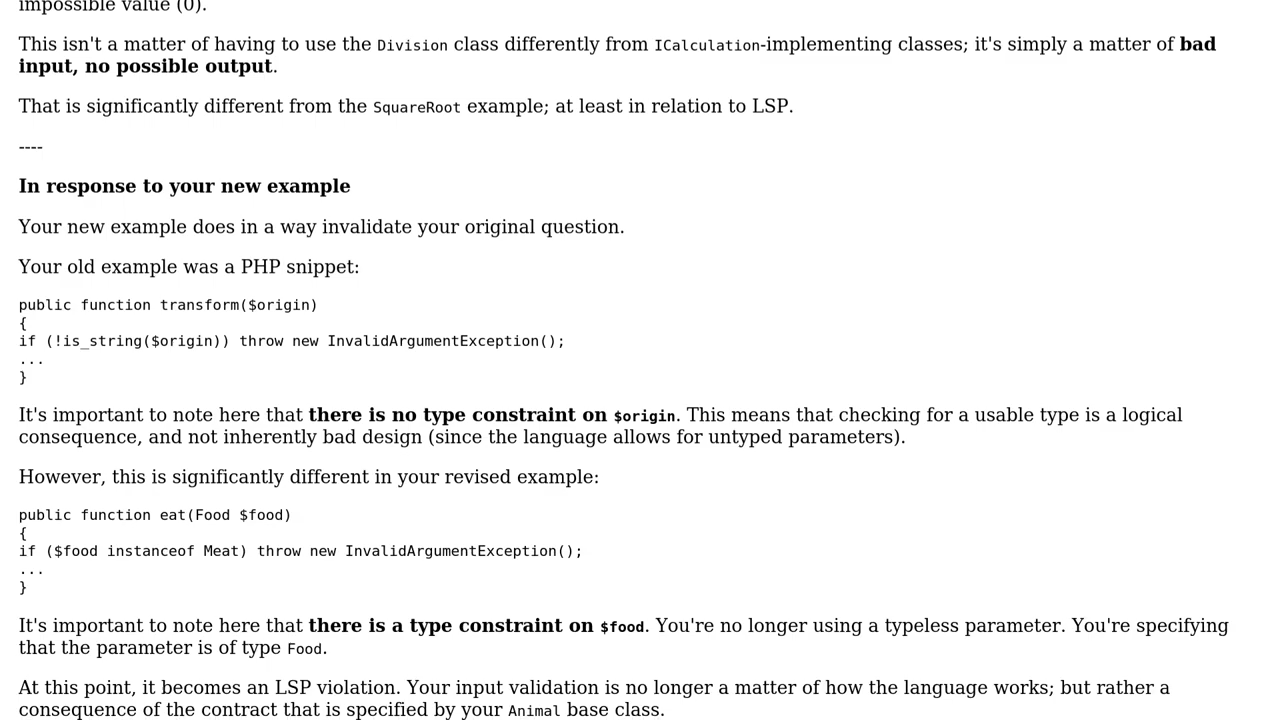 impossible value (0).
This isn't a matter of having to use the Division class differently from ICalculation-implementing classes; it's simply a matter of bad
input, no possible output.
That is significantly different from the SquareRoot example; at least in relation to LSP.
----
In response to your new example
Your new example does in a way invalidate your original question.
Your old example was a PHP snippet:
public function transform($origin)
{
if (!is_string($origin)) throw new InvalidArgumentException();
...
}
It's important to note here that there is no type constraint on $origin. This means that checking for a usable type is a logical
consequence, and not inherently bad design (since the language allows for untyped parameters).
However, this is significantly different in your revised example:
public function eat(Food $food)
{
if ($food instanceof Meat) throw new InvalidArgumentException();
...
}
It's important to note here that there is a type constraint on $food. You're no longer using a typeless parameter. You're specifying
that the parameter is of type Food.
At this point, it becomes an LSP violation. Your input validation is no longer a matter of how the language works; but rather a
consequence of the contract that is specified by your Animal base class.